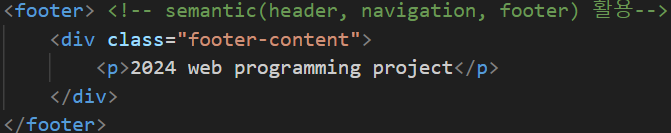 <footer> <!-- semantic(header, navigation, footer) 활용-->
<div class="footer-content">
<p>2024 web programming project</p>
</div>
</footer>